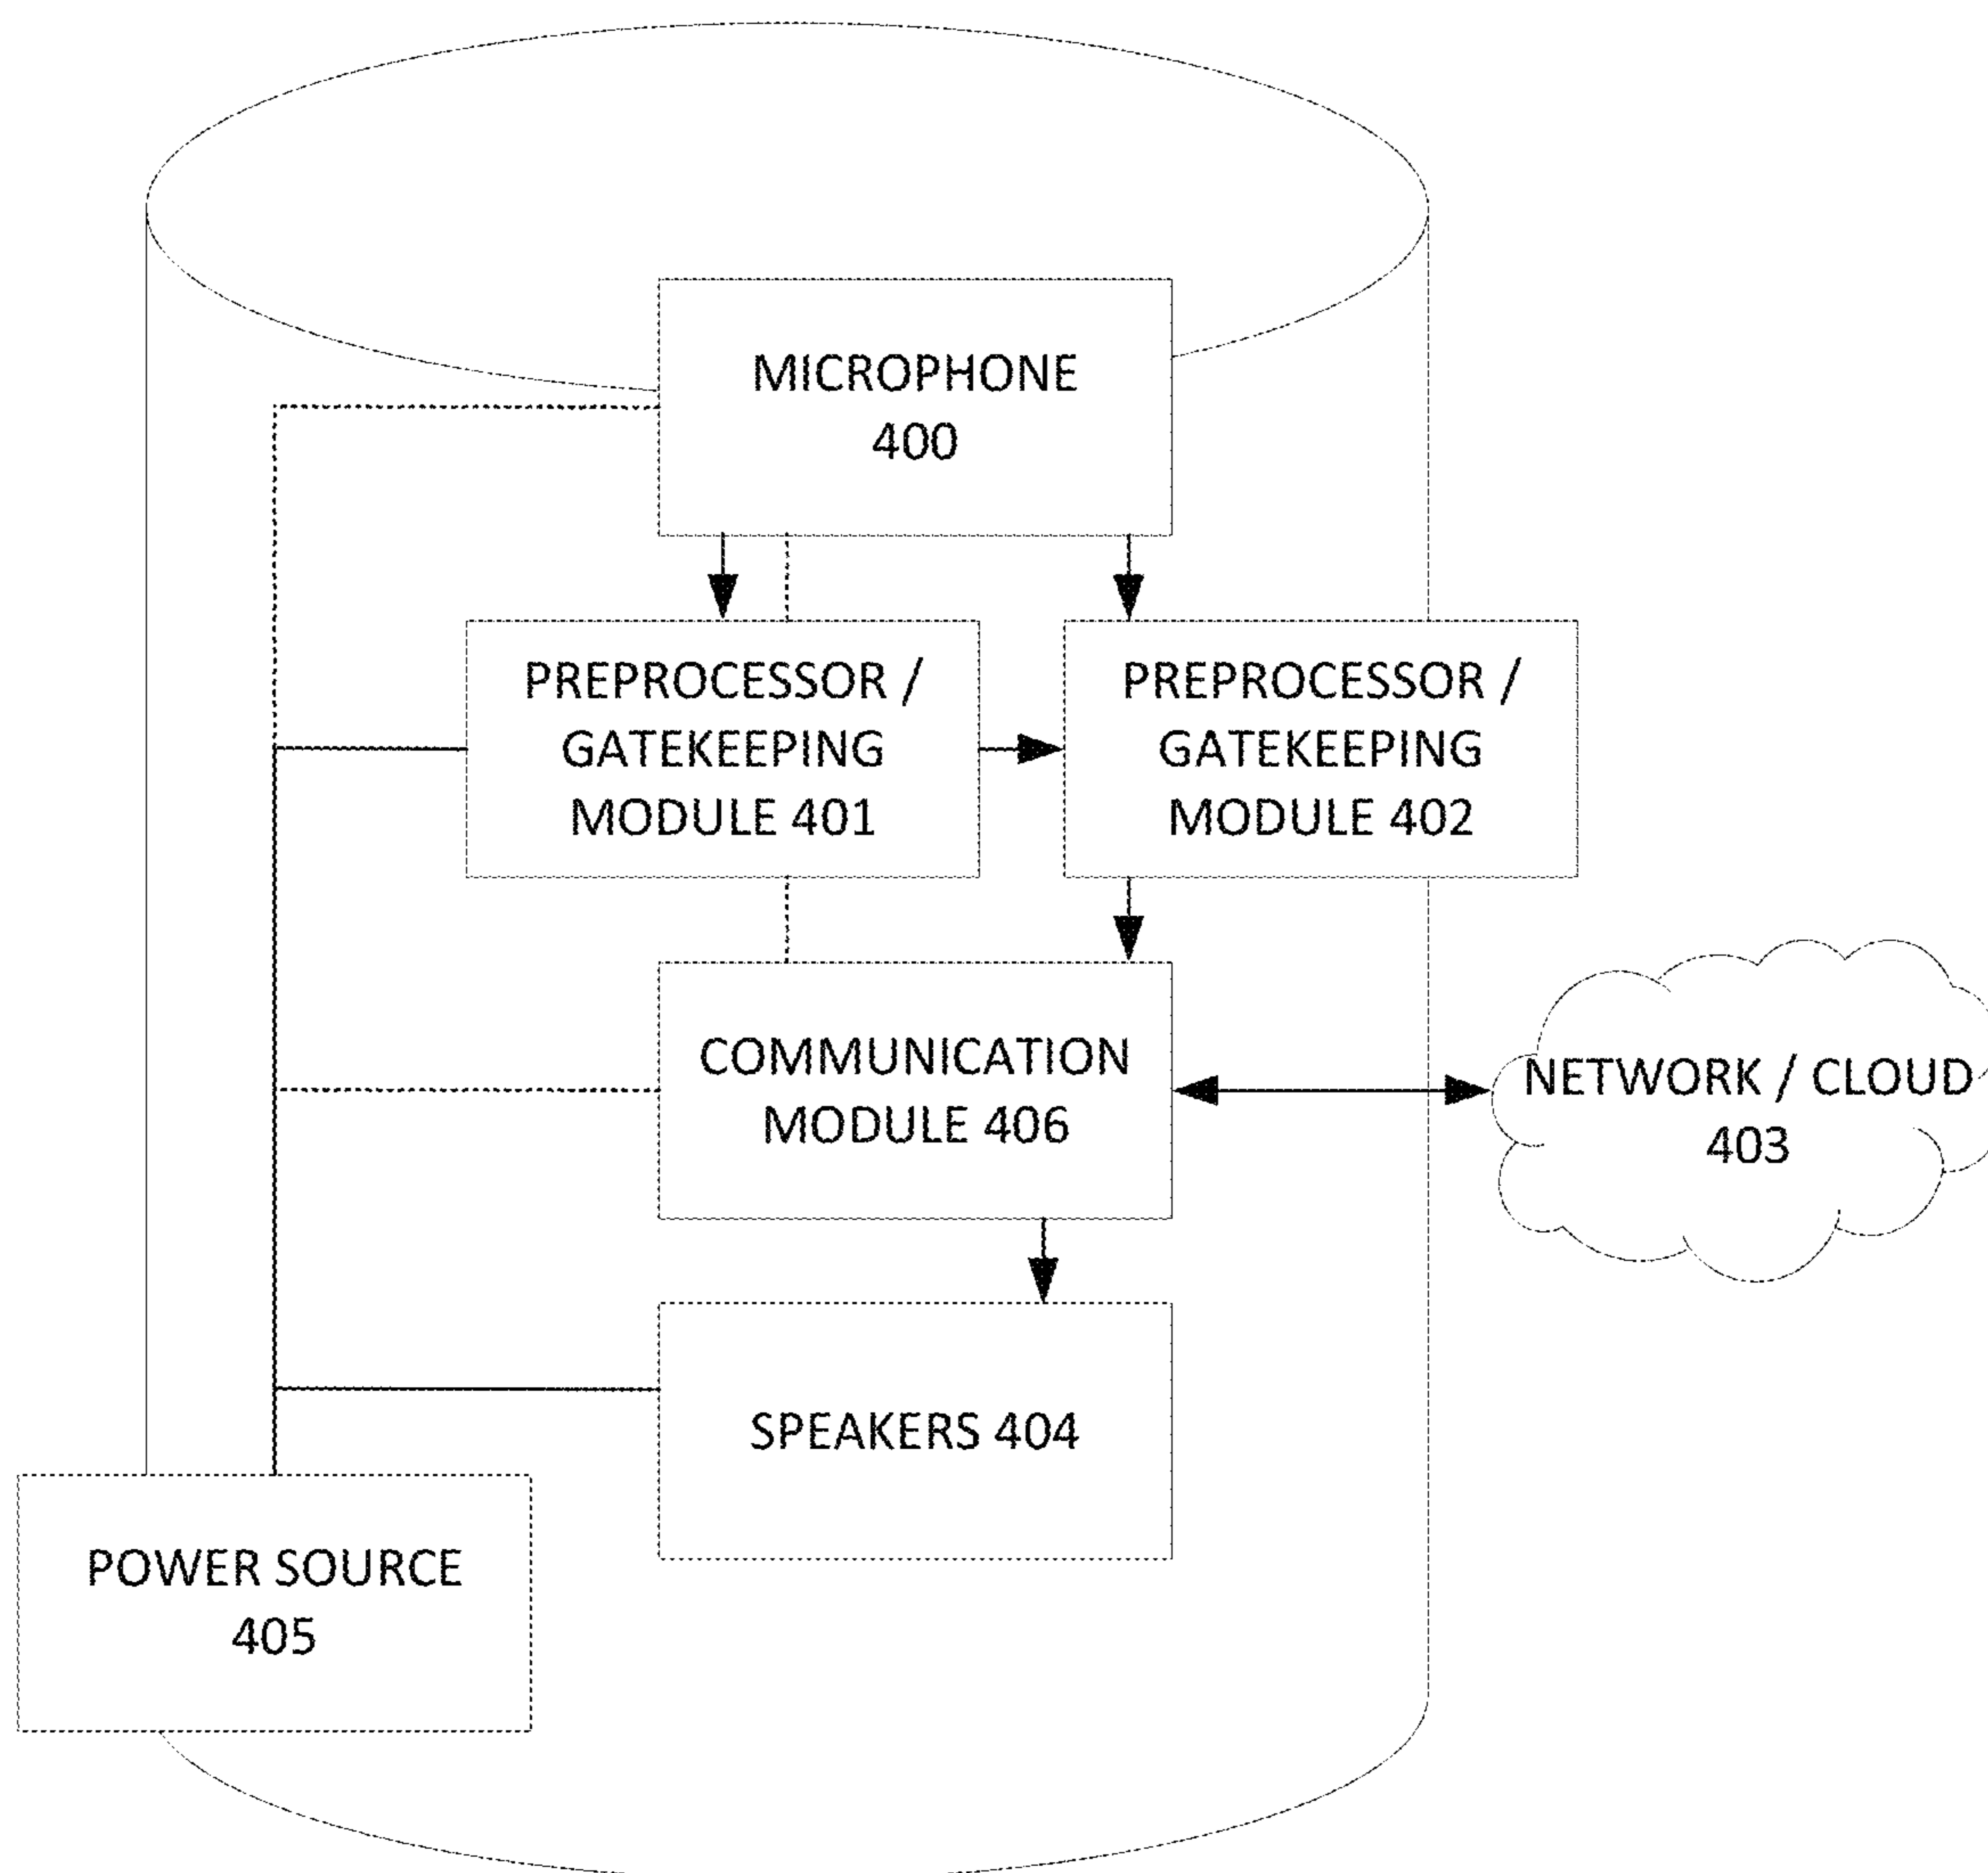 MICROPHONE
400
PREPROCESSOR /
GATEKEEPING
MODULE 401
PREPROCESSOR /
GATEKEEPING
MODULE 402
COMMUNICATION
MODULE 406
NETWORK / CLOUD
403
SPEAKERS 404
POWER SOURCE
405